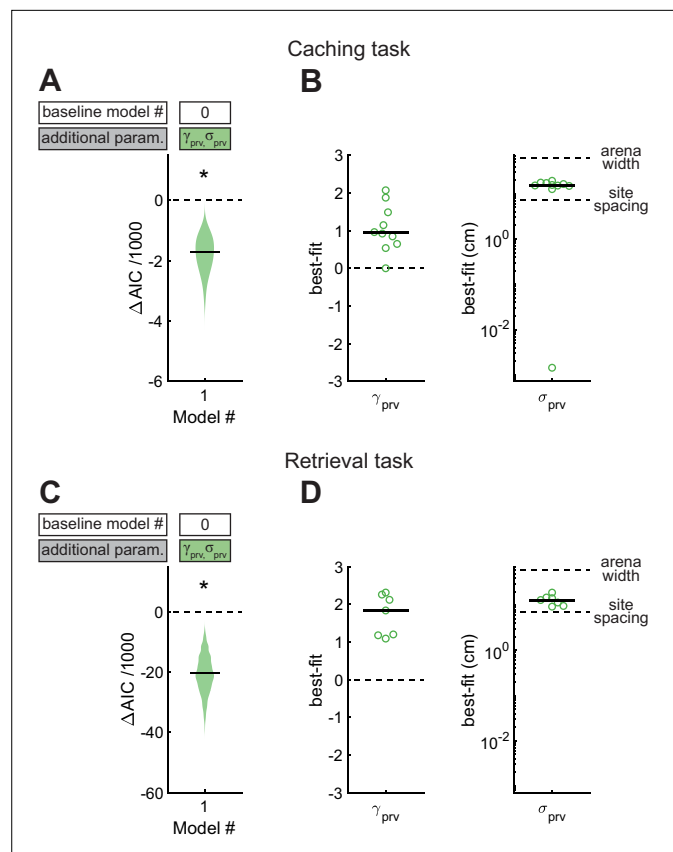 Caching task
A
B
baseline model # 0
additional param. γprv, σprv
*
0
-2
-4
-6
ΔAIC /1000
1
Model #
3
2
1
0
-1
-2
-3
best-fit
γprv
arena
width
site
spacing
10^0
10^-2
best-fit (cm)
σprv
Retrieval task
C
D
baseline model # 0
additional param. γprv, σprv
*
0
-20
-40
-60
ΔAIC /1000
1
Model #
3
2
1
0
-1
-2
-3
best-fit
γprv
arena
width
site
spacing
10^0
10^-2
best-fit (cm)
σprv